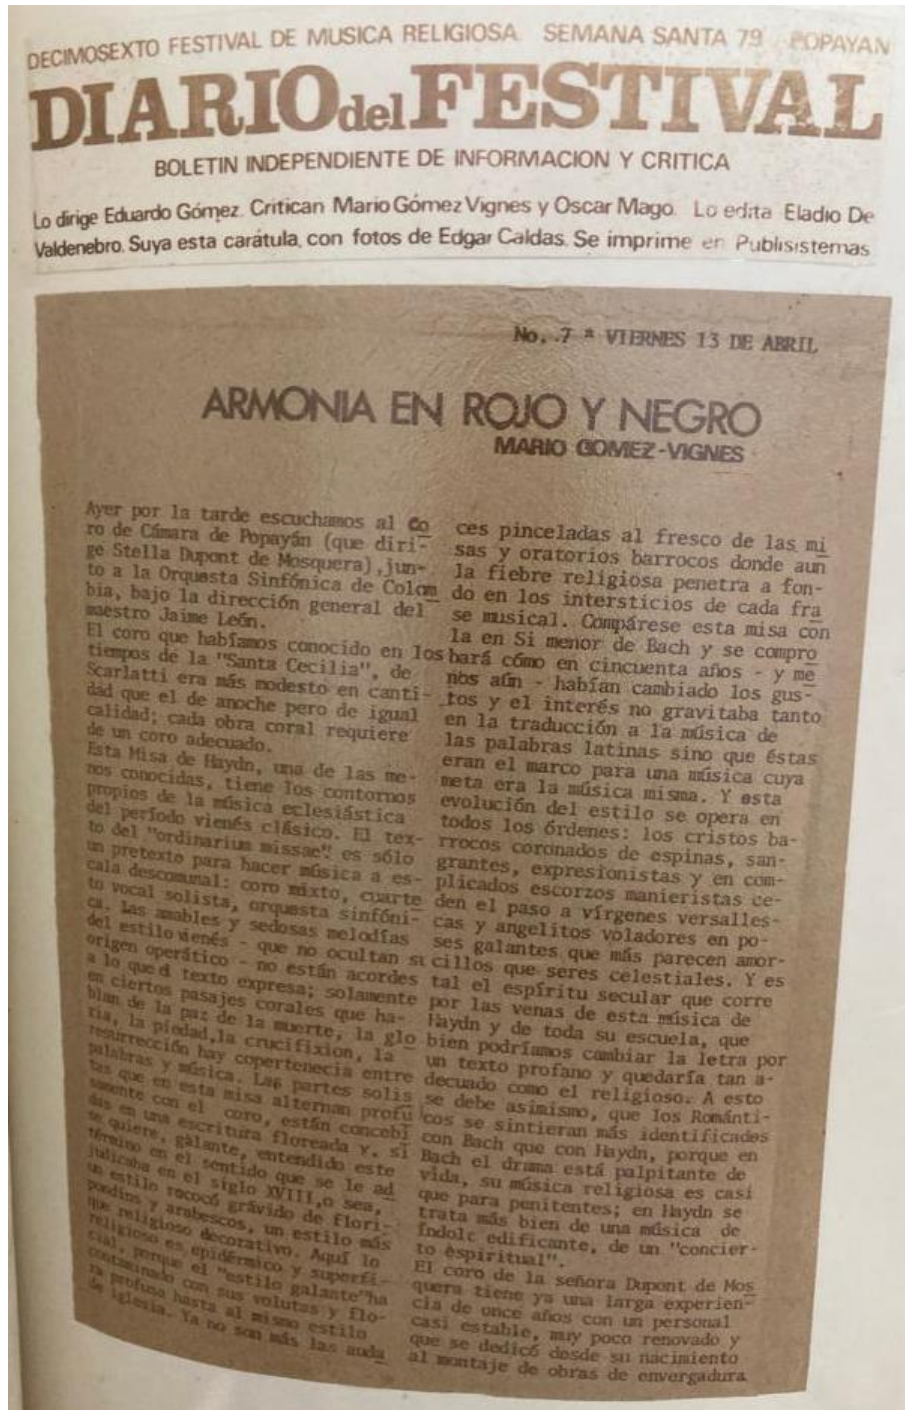 DECIMOSEXTO FESTIVAL DE MUSICA RELIGIOSA. SEMANA SANTA 79 POPAYAN
DIARIO del FESTIVAL
BOLETIN INDEPENDIENTE DE INFORMACION Y CRITICA
Lo dirige Eduardo Gómez. Critican Mario Gómez Vignes y Oscar Mago. Lo edita Eladio De
Valdenebro. Suya esta carátula, con fotos de Edgar Caldas. Se imprime en Publisistemas
No. 7 * VIERNES 13 DE ABRIL
ARMONIA EN ROJO Y NEGRO
MARIO GOMEZ-VIGNES
Ayer por la tarde escuchamos al Co
ro de Cámara de Popayán (que diri-
ge Stella Dupont de Mosquera), jun-
to a la Orquesta Sinfónica de Colom
bia, bajo la dirección general del
maestro Jaime León.
El coro que habíamos conocido en los
tiempos de la "Santa Cecilia", de
Scarlatti era más modesto en canti-
dad que el de anoche pero de igual
calidad; cada obra coral requiere
de un coro adecuado.
Esta Misa de Haydn, una de las me-
nos conocidas, tiene los contornos
propios de la música eclesiástica
del período vienés clásico. El tex-
to del "ordinarium missae" es sólo
un pretexto para hacer música a es-
cala descomunal: coro mixto, cuarte
to vocal solista, orquesta sinfóni-
ca. Las amables y sedosas melodías
del estilo vienés - que no ocultan su
origen operático - no están acordes
a lo que el texto expresa; solamente
en ciertos pasajes corales que ha-
blan de la paz de la muerte, la glo
ria, la piedad, la crucifixion, la
resurrección hay copertenecia entre
palabras y música. Las partes solis
tas que en esta misa alternan profu
samente con el coro, están concebi
das en una escritura floreada y, si
se quiere, galante, entendido este
término en el sentido que se le ad
judicaba en el siglo XVIII, o sea,
un estilo rococó grávido de flori-
pondios y arabescos, un estilo más
que religioso decorativo. Aquí lo
religioso es epidérmico y superfi-
cial, porque el "estilo galante" ha
contaminado con sus volutas y flo-
ra profusa hasta al mismo estilo
de iglesia. Ya no son más las auda
ces pinceladas al fresco de las mi
sas y oratorios barrocos donde aun
la fiebre religiosa penetra a fon-
do en los intersticios de cada fra
se musical. Compárese esta misa con
la en Si menor de Bach y se compro
bará cómo en cincuenta años - y me
nos aún - habían cambiado los gus-
tos y el interés no gravitaba tanto
en la traducción a la música de
las palabras latinas sino que éstas
eran el marco para una música cuya
meta era la música misma. Y esta
evolución del estilo se opera en
todos los órdenes: los cristos ba-
rrocos coronados de espinas, san-
grantes, expresionistas y en com-
plicados escorzos manieristas ce-
den el paso a vírgenes versalles-
cas y angelitos voladores en po-
ses galantes que más parecen amor-
cillos que seres celestiales. Y es
tal el espíritu secular que corre
por las venas de esta música de
Haydn y de toda su escuela, que
bien podríamos cambiar la letra por
un texto profano y quedaría tan a-
decuado como el religioso. A esto
se debe asimismo, que los Románti-
cos se sintieran más identificados
con Bach que con Haydn, porque en
Bach el drama está palpitante de
vida, su música religiosa es casi
que para penitentes; en Haydn se
trata más bien de una música de
índole edificante, de un "concier-
to èspiritual".
El coro de la señora Dupont de Mos
quera tiene ya una larga experien-
cia de once años con un personal
casi estable, muy poco renovado y
que se dedicó desde su nacimiento
al montaje de obras de envergadura